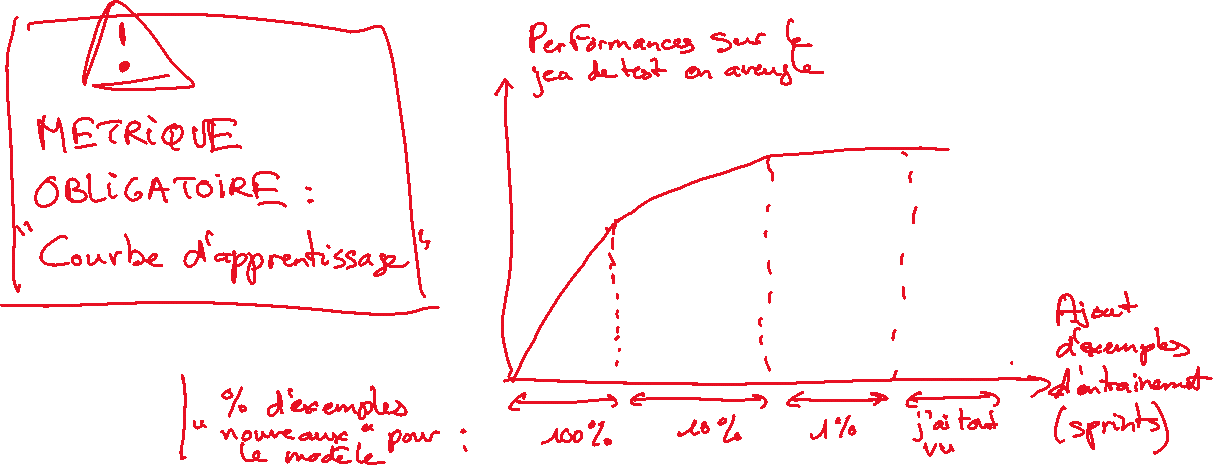 !
METRIQUE
OBLIGATOIRE :
"Courbe d'apprentissage"
Performances sur le
jeu de test en aveugle
Ajout
d'exemples
d'entrainement
(sprints)
"% d'exemples
nouveaux" pour :
le modèle
100%
10%
1%
j'ai tout
vu